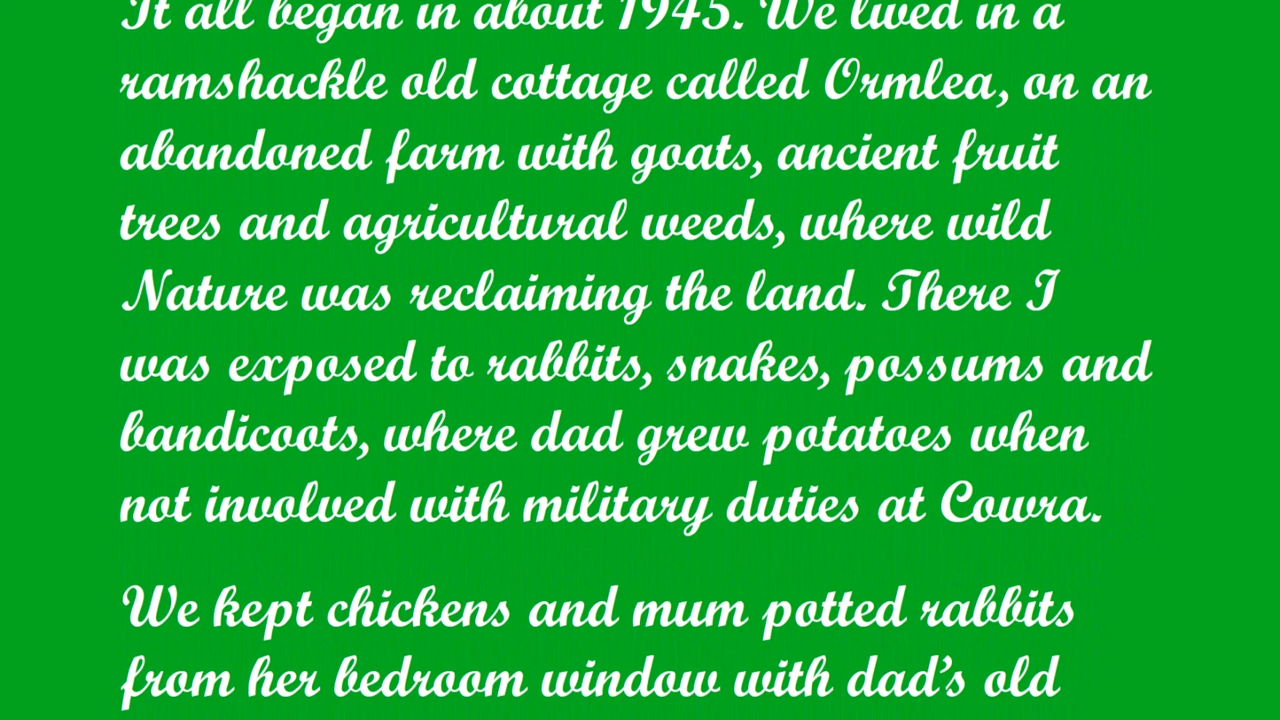 It all began in about 1945. We lived in a
ramshackle old cottage called Ormlea, on an
abandoned farm with goats, ancient fruit
trees and agricultural weeds, where wild
Nature was reclaiming the land. There I
was exposed to rabbits, snakes, possums and
bandicoots, where dad grew potatoes when
not involved with military duties at Cowra.
We kept chickens and mum potted rabbits
from her bedroom window with dad’s old